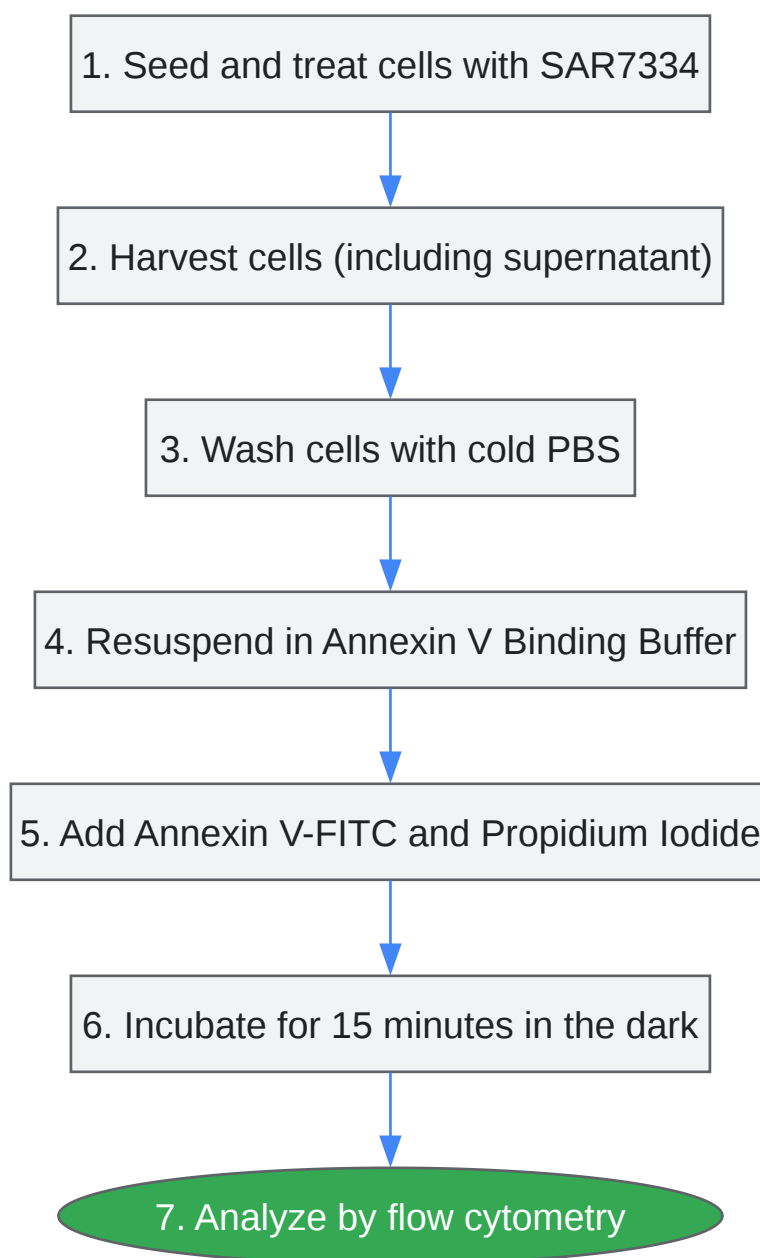 1. Seed and treat cells with SAR7334
2. Harvest cells (including supernatant)
3. Wash cells with cold PBS
4. Resuspend in Annexin V Binding Buffer
5. Add Annexin V-FITC and Propidium Iodide
6. Incubate for 15 minutes in the dark
7. Analyze by flow cytometry